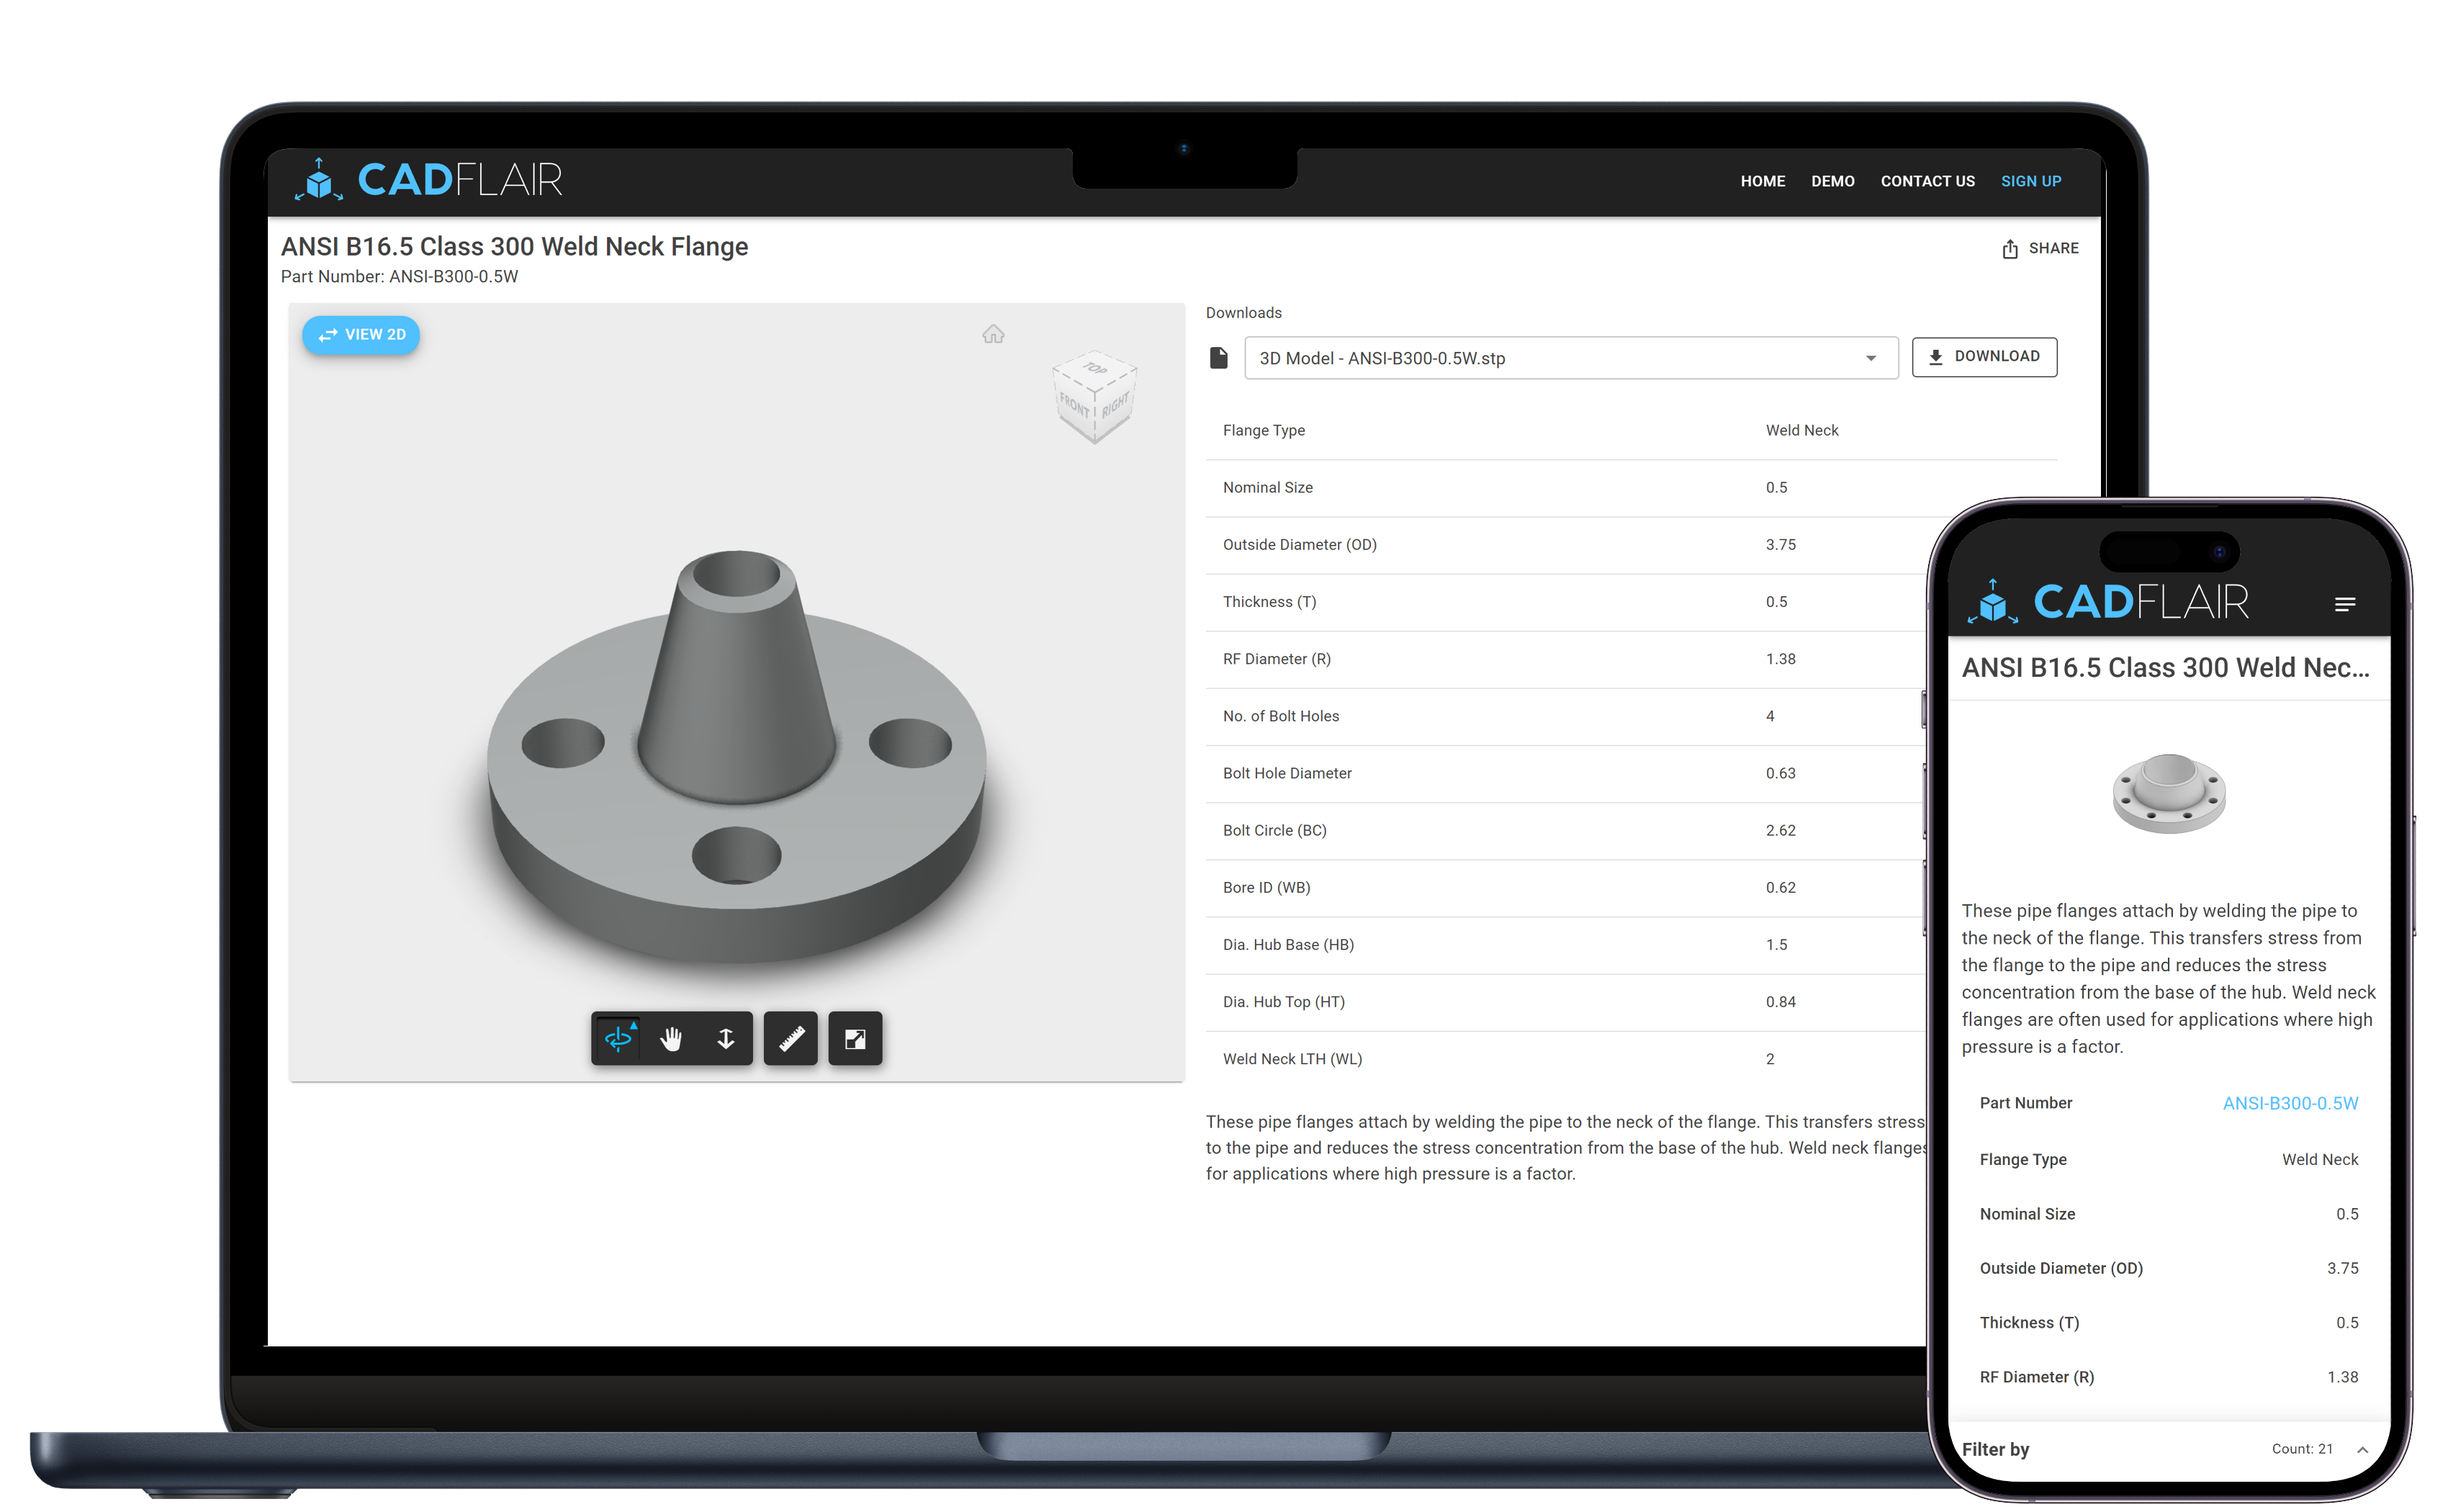 CADFLAIR
HOME DEMO CONTACT US SIGN UP
ANSI B16.5 Class 300 Weld Neck Flange
Part Number: ANSI-B300-0.5W
SHARE
VIEW 2D
TOP
FRONT RIGHT
Downloads
3D Model - ANSI-B300-0.5W.stp
DOWNLOAD
Flange Type Weld Neck
Nominal Size 0.5
Outside Diameter (OD) 3.75
Thickness (T) 0.5
RF Diameter (R) 1.38
No. of Bolt Holes 4
Bolt Hole Diameter 0.63
Bolt Circle (BC) 2.62
Bore ID (WB) 0.62
Dia. Hub Base (HB) 1.5
Dia. Hub Top (HT) 0.84
Weld Neck LTH (WL) 2
These pipe flanges attach by welding the pipe to the neck of the flange. This transfers stress
to the pipe and reduces the stress concentration from the base of the hub. Weld neck flanges
for applications where high pressure is a factor.
CADFLAIR
ANSI B16.5 Class 300 Weld Nec...
These pipe flanges attach by welding the pipe to
the neck of the flange. This transfers stress from
the flange to the pipe and reduces the stress
concentration from the base of the hub. Weld neck
flanges are often used for applications where high
pressure is a factor.
Part Number ANSI-B300-0.5W
Flange Type Weld Neck
Nominal Size 0.5
Outside Diameter (OD) 3.75
Thickness (T) 0.5
RF Diameter (R) 1.38
Filter by Count: 21